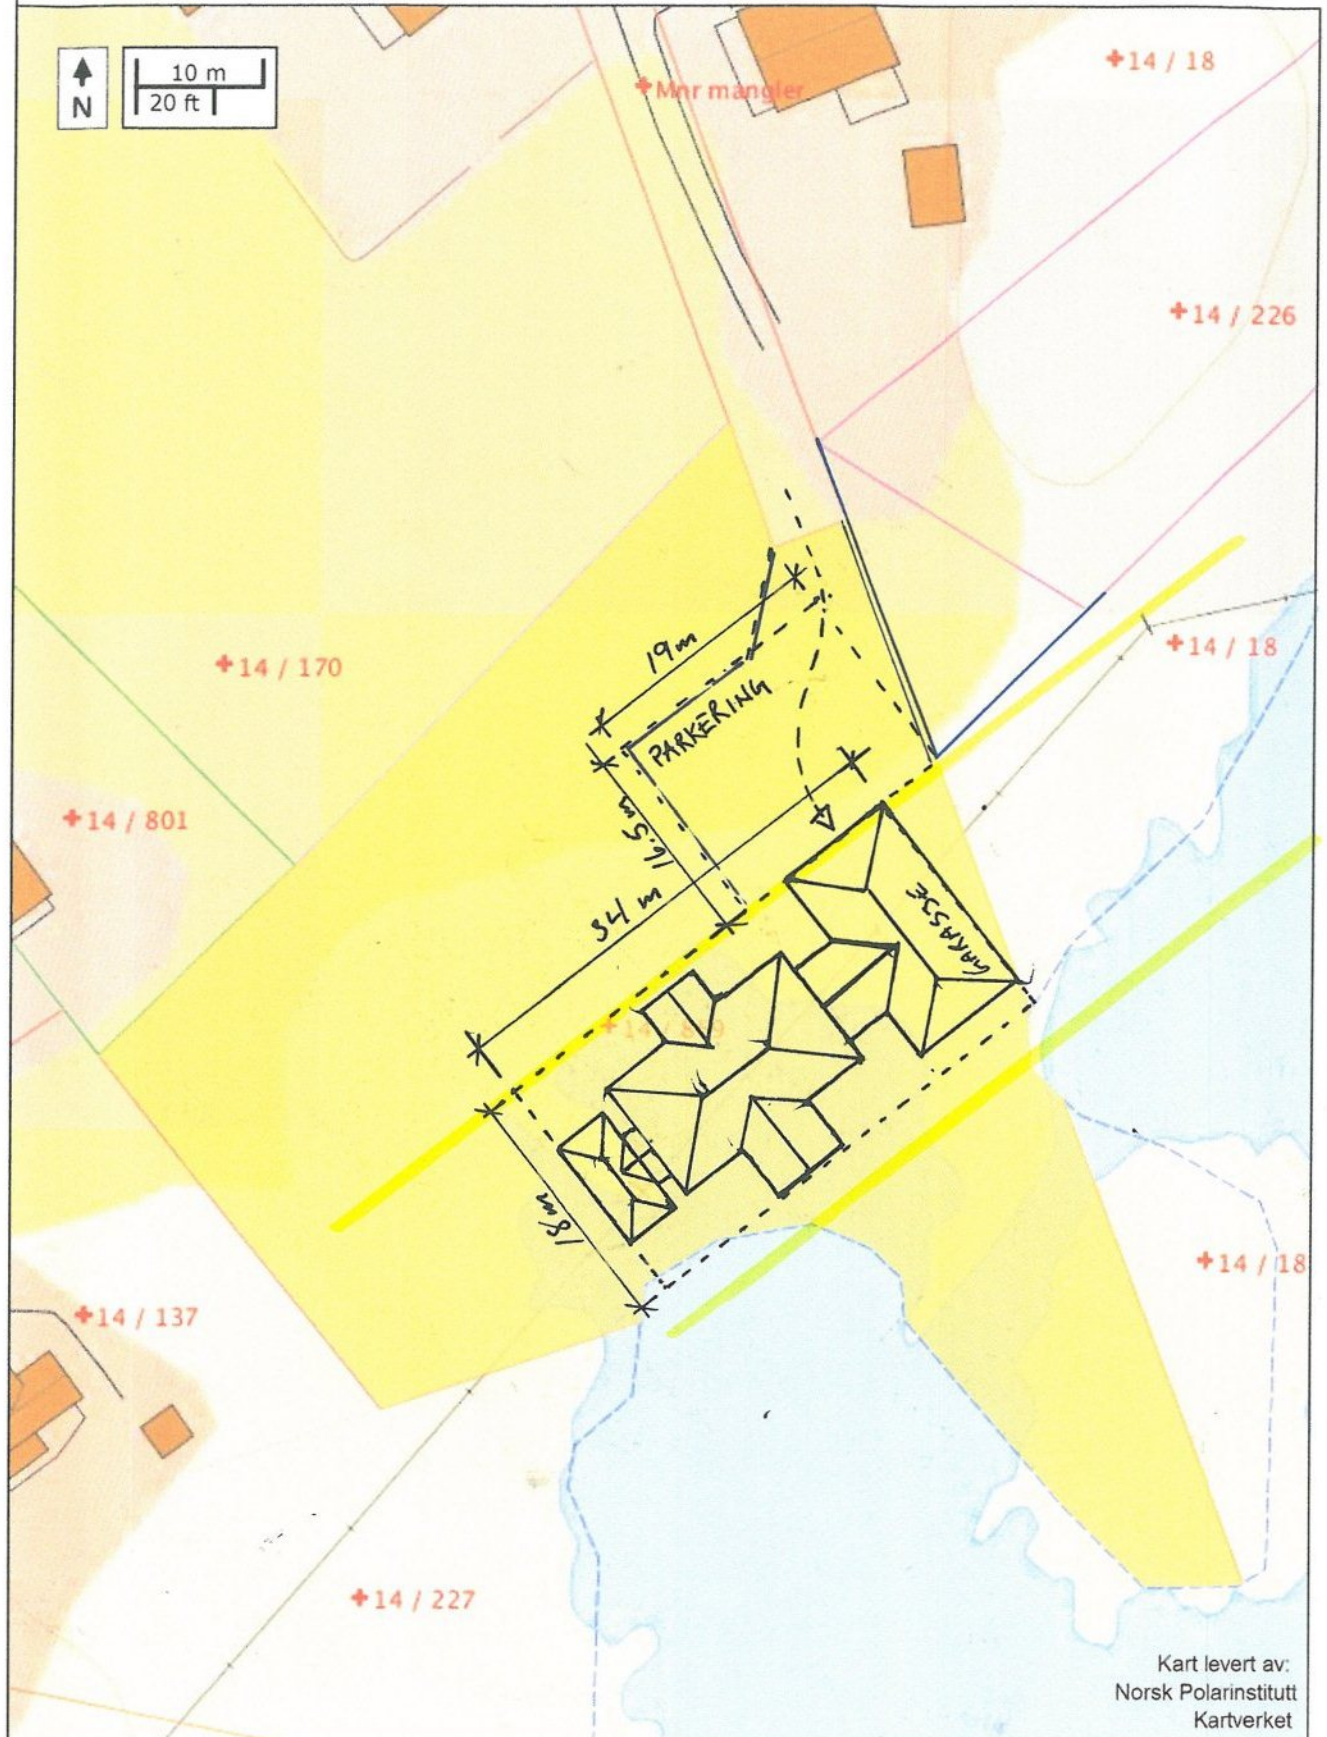 N
10 m
20 ft
+14 / 18
+Mnr mangler
+14 / 226
19m
+14 / 170
+14 / 18
PARKERING
+14 / 801
16.5m
34 m
GARASJE
18m
+14 / 18
+14 / 137
+14 / 227
Kart levert av:
Norsk Polarinstitutt
Kartverket